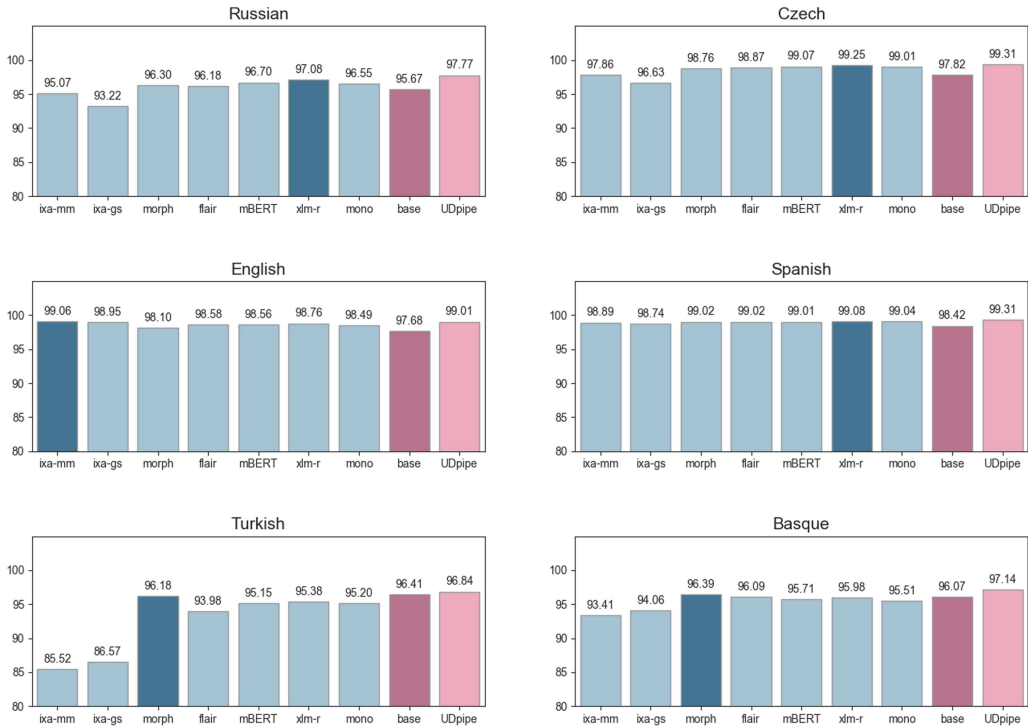 Russian
100
95
90
85
80
95.07 93.22 96.30 96.18 96.70 97.08 96.55 95.67 97.77
ixa-mm ixa-gs morph flair mBERT xlm-r mono base UDpipe
Czech
100
95
90
85
80
97.86 96.63 98.76 98.87 99.07 99.25 99.01 97.82 99.31
ixa-mm ixa-gs morph flair mBERT xlm-r mono base UDpipe
English
100
95
90
85
80
99.06 98.95 98.10 98.58 98.56 98.76 98.49 97.68 99.01
ixa-mm ixa-gs morph flair mBERT xlm-r mono base UDpipe
Spanish
100
95
90
85
80
98.89 98.74 99.02 99.02 99.01 99.08 99.04 98.42 99.31
ixa-mm ixa-gs morph flair mBERT xlm-r mono base UDpipe
Turkish
100
95
90
85
80
85.52 86.57 96.18 93.98 95.15 95.38 95.20 96.41 96.84
ixa-mm ixa-gs morph flair mBERT xlm-r mono base UDpipe
Basque
100
95
90
85
80
93.41 94.06 96.39 96.09 95.71 95.98 95.51 96.07 97.14
ixa-mm ixa-gs morph flair mBERT xlm-r mono base UDpipe